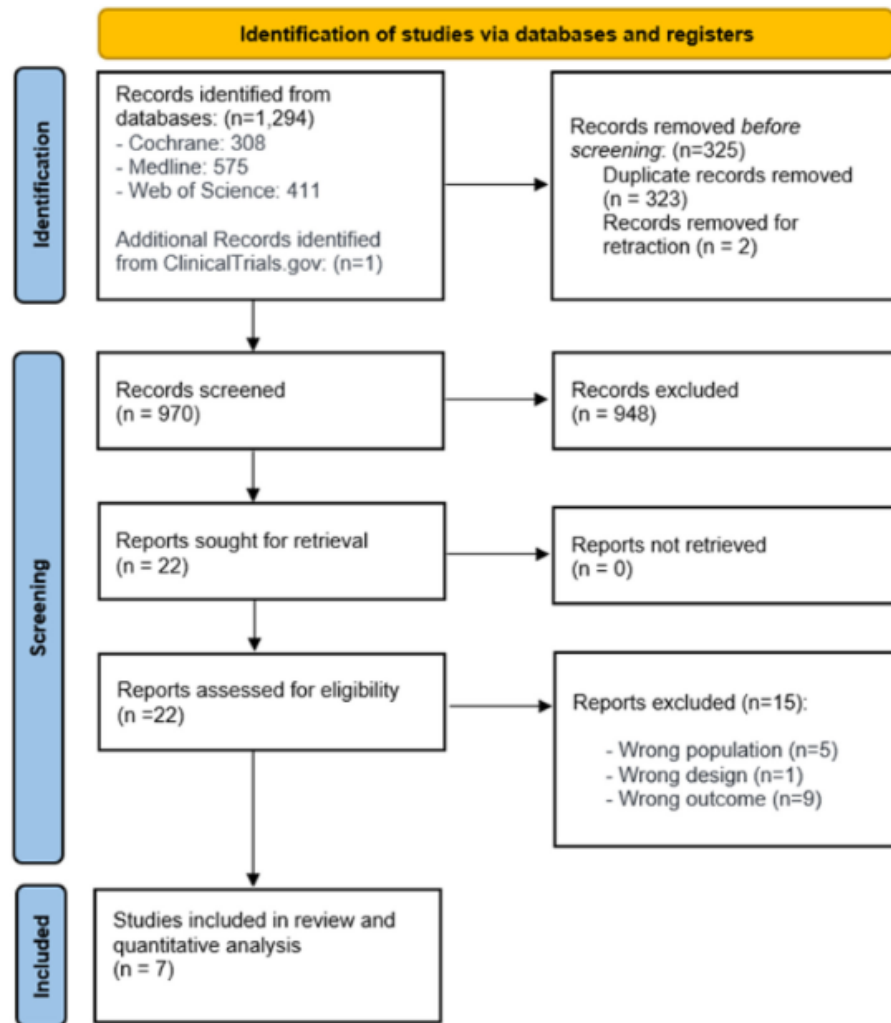 Identification of studies via databases and registers
Identification
Records identified from
databases: (n=1,294)
- Cochrane: 308
- Medline: 575
- Web of Science: 411
Additional Records identified
from ClinicalTrials.gov: (n=1)
Records removed before
screening: (n=325)
Duplicate records removed
(n = 323)
Records removed for
retraction (n = 2)
Screening
Records screened
(n = 970)
Records excluded
(n = 948)
Reports sought for retrieval
(n = 22)
Reports not retrieved
(n = 0)
Reports assessed for eligibility
(n =22)
Reports excluded (n=15):
- Wrong population (n=5)
- Wrong design (n=1)
- Wrong outcome (n=9)
Included
Studies included in review and
quantitative analysis
(n = 7)